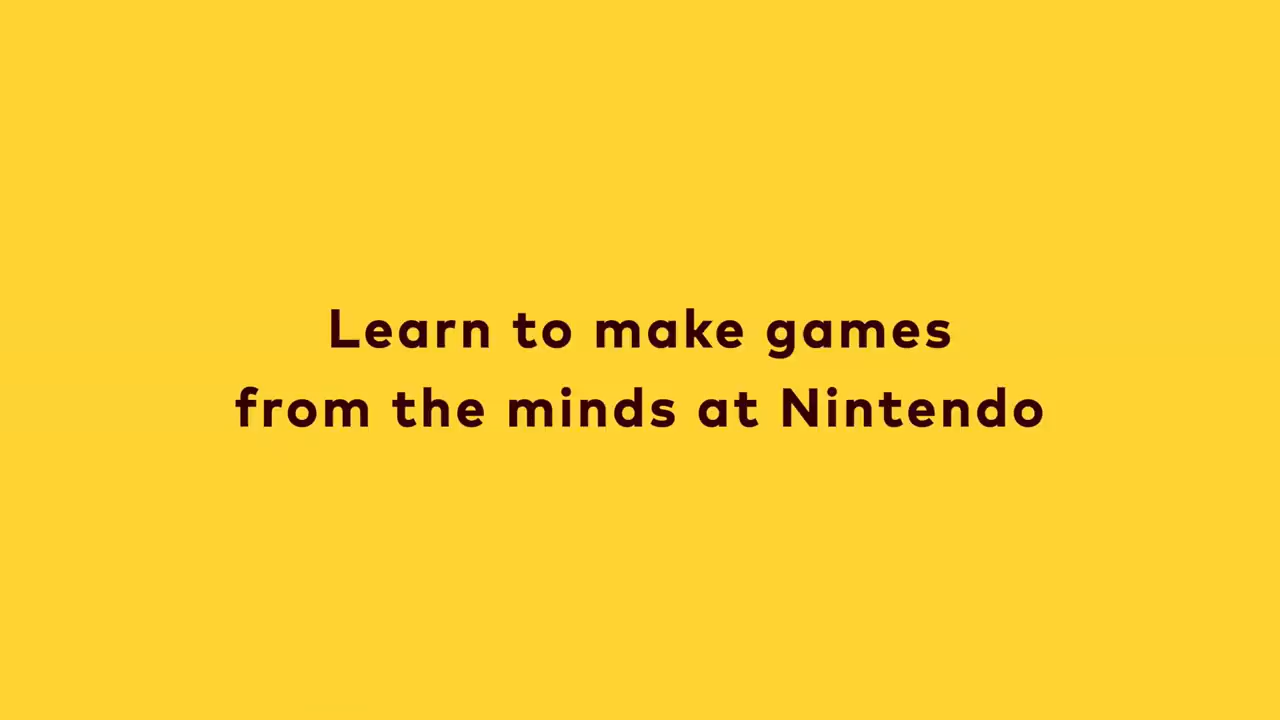 Learn to make games
from the minds at Nintendo